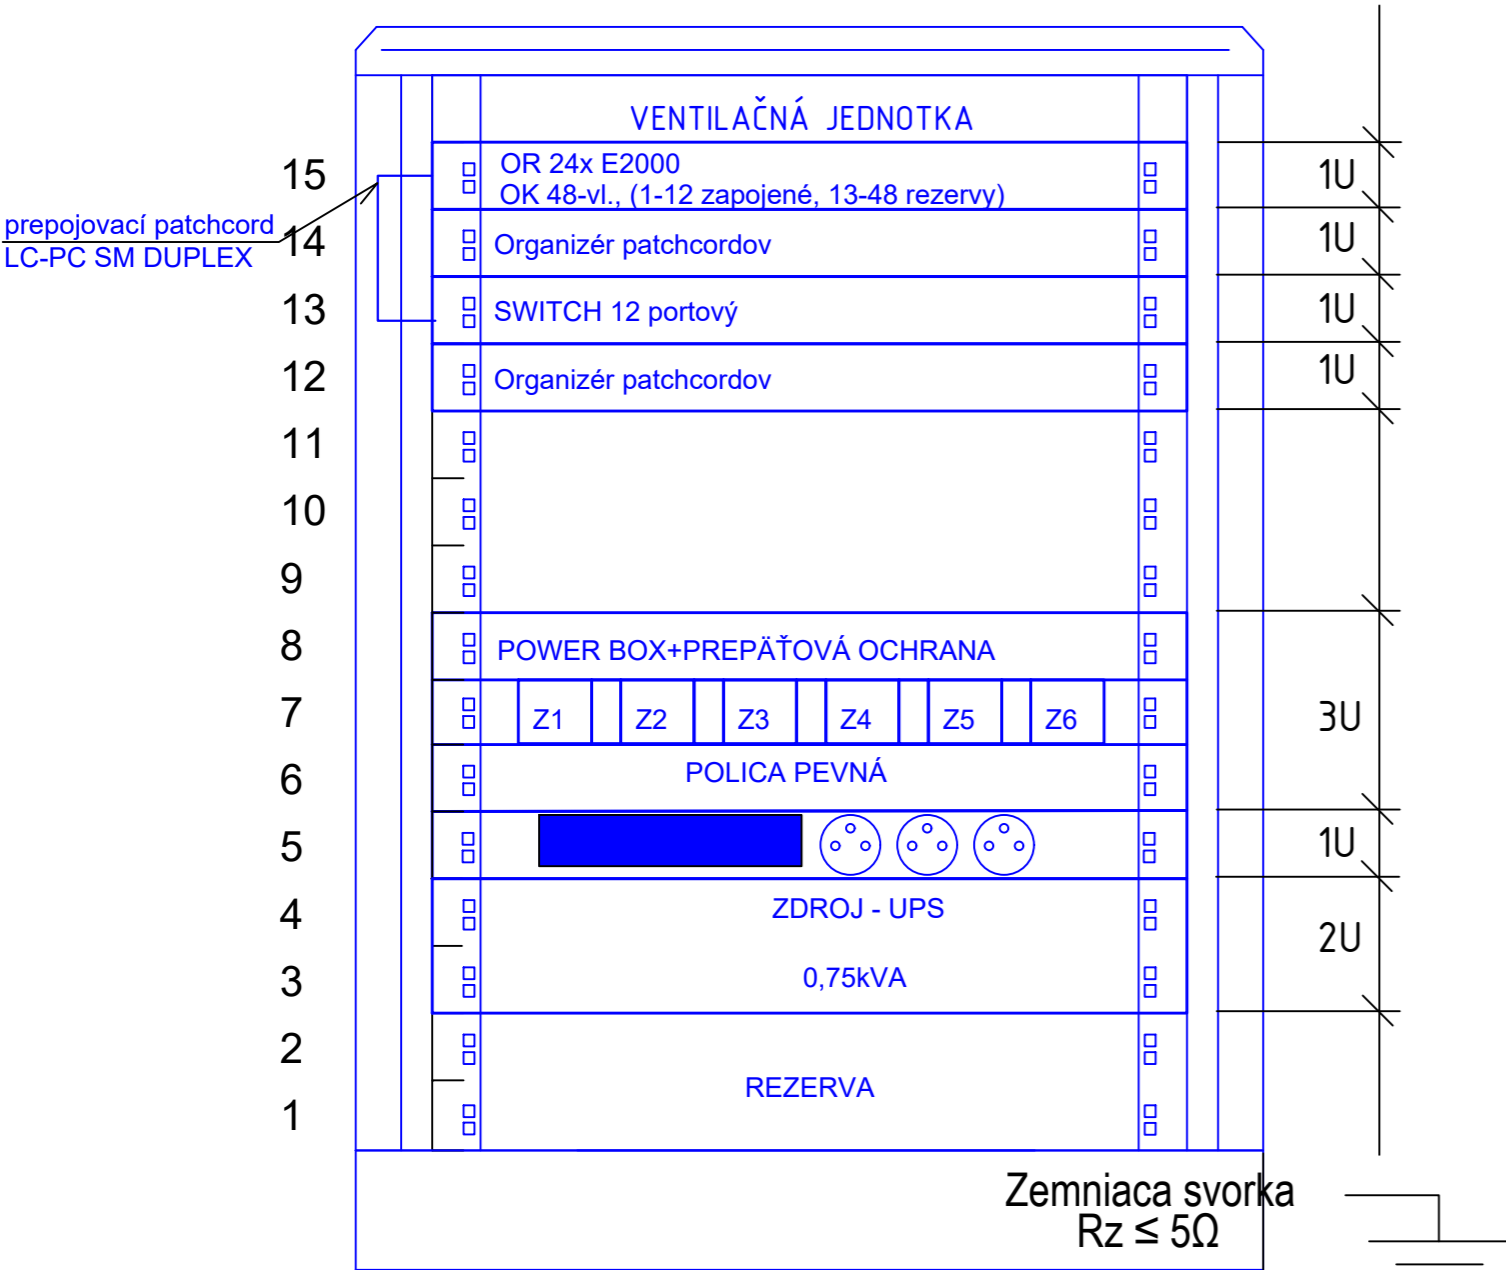 VENTILAČNÁ JEDNOTKA
15
OR 24x E2000
OK 48-vl., (1-12 zapojené, 13-48 rezervy)
1U
prepojovací patchcord
LC-PC SM DUPLEX
14
Organizér patchcordov
1U
13
SWITCH 12 portový
1U
12
Organizér patchcordov
1U
11
10
9
8
POWER BOX+PREPÄŤOVÁ OCHRANA
7
Z1 Z2 Z3 Z4 Z5 Z6
3U
6
POLICA PEVNÁ
5
1U
4
ZDROJ - UPS
2U
3
0,75kVA
2
REZERVA
1
Zemniaca svorka
Rz ≤ 5Ω